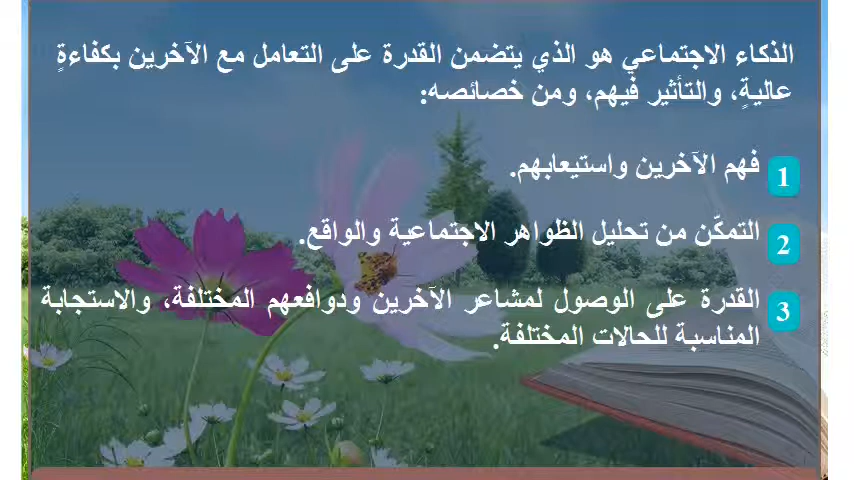 الذكاء الاجتماعي هو الذي يتضمن القدرة على التعامل مع الآخرين بكفاءةٍ
عاليةٍ، والتأثير فيهم، ومن خصائصه:
1 فهم الآخرين واستيعابهم.
2 التمكّن من تحليل الظواهر الاجتماعية والواقع.
3 القدرة على الوصول لمشاعر الآخرين ودوافعهم المختلفة، والاستجابة
المناسبة للحالات المختلفة.